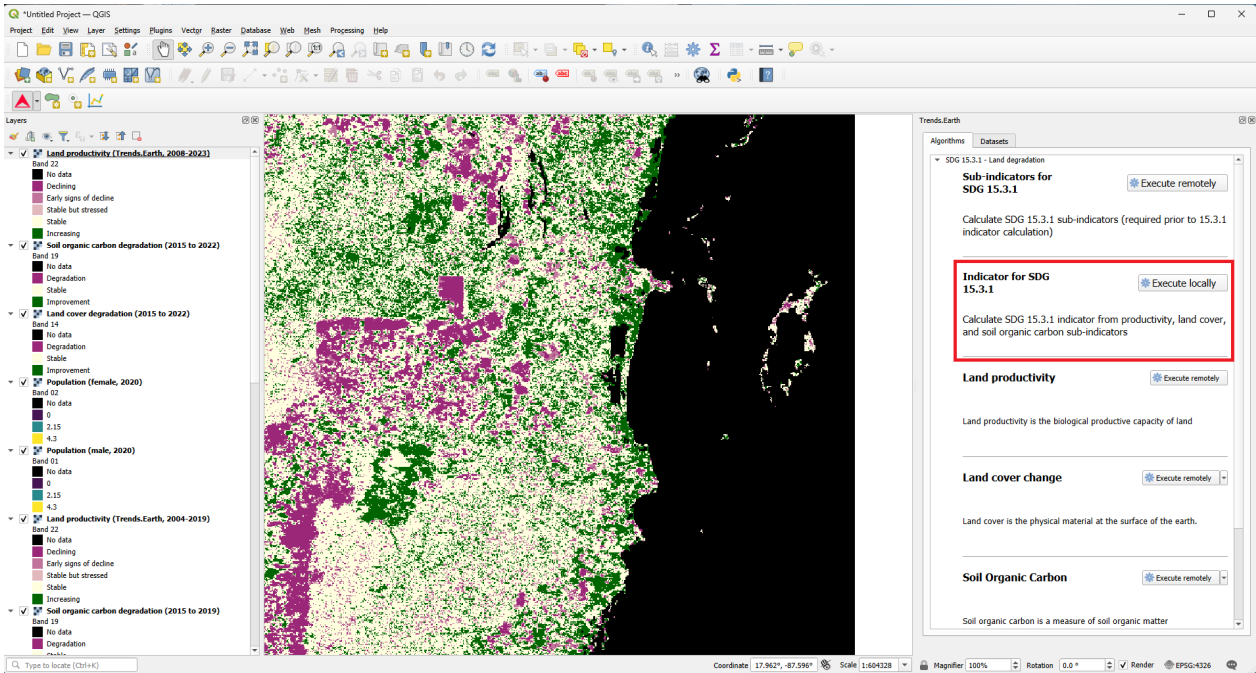 *Untitled Project — QGIS
Project Edit View Layer Settings Plugins Vector Raster Database Web Mesh Processing Help
Layers
Land productivity (Trends.Earth, 2008-2023)
Band 22
No data
Declining
Early signs of decline
Stable but stressed
Stable
Increasing
Soil organic carbon degradation (2015 to 2022)
Band 19
No data
Degradation
Stable
Improvement
Land cover degradation (2015 to 2022)
Band 14
No data
Degradation
Stable
Improvement
Population (female, 2020)
Band 02
No data
0
2.15
4.3
Population (male, 2020)
Band 01
No data
0
2.15
4.3
Land productivity (Trends.Earth, 2004-2019)
Band 22
No data
Declining
Early signs of decline
Stable but stressed
Stable
Increasing
Soil organic carbon degradation (2015 to 2019)
Band 19
No data
Degradation
Stable
Trends.Earth
Algorithms Datasets
SDG 15.3.1 - Land degradation
Sub-indicators for
SDG 15.3.1
Execute remotely
Calculate SDG 15.3.1 sub-indicators (required prior to 15.3.1
indicator calculation)
Indicator for SDG
15.3.1
Execute locally
Calculate SDG 15.3.1 indicator from productivity, land cover,
and soil organic carbon sub-indicators
Land productivity
Execute remotely
Land productivity is the biological productive capacity of land
Land cover change
Execute remotely
Land cover is the physical material at the surface of the earth.
Soil Organic Carbon
Execute remotely
Soil organic carbon is a measure of soil organic matter
Type to locate (Ctrl+K)
Coordinate 17.962°, -87.596° Scale 1:604328 Magnifier 100% Rotation 0.0 ° Render EPSG:4326